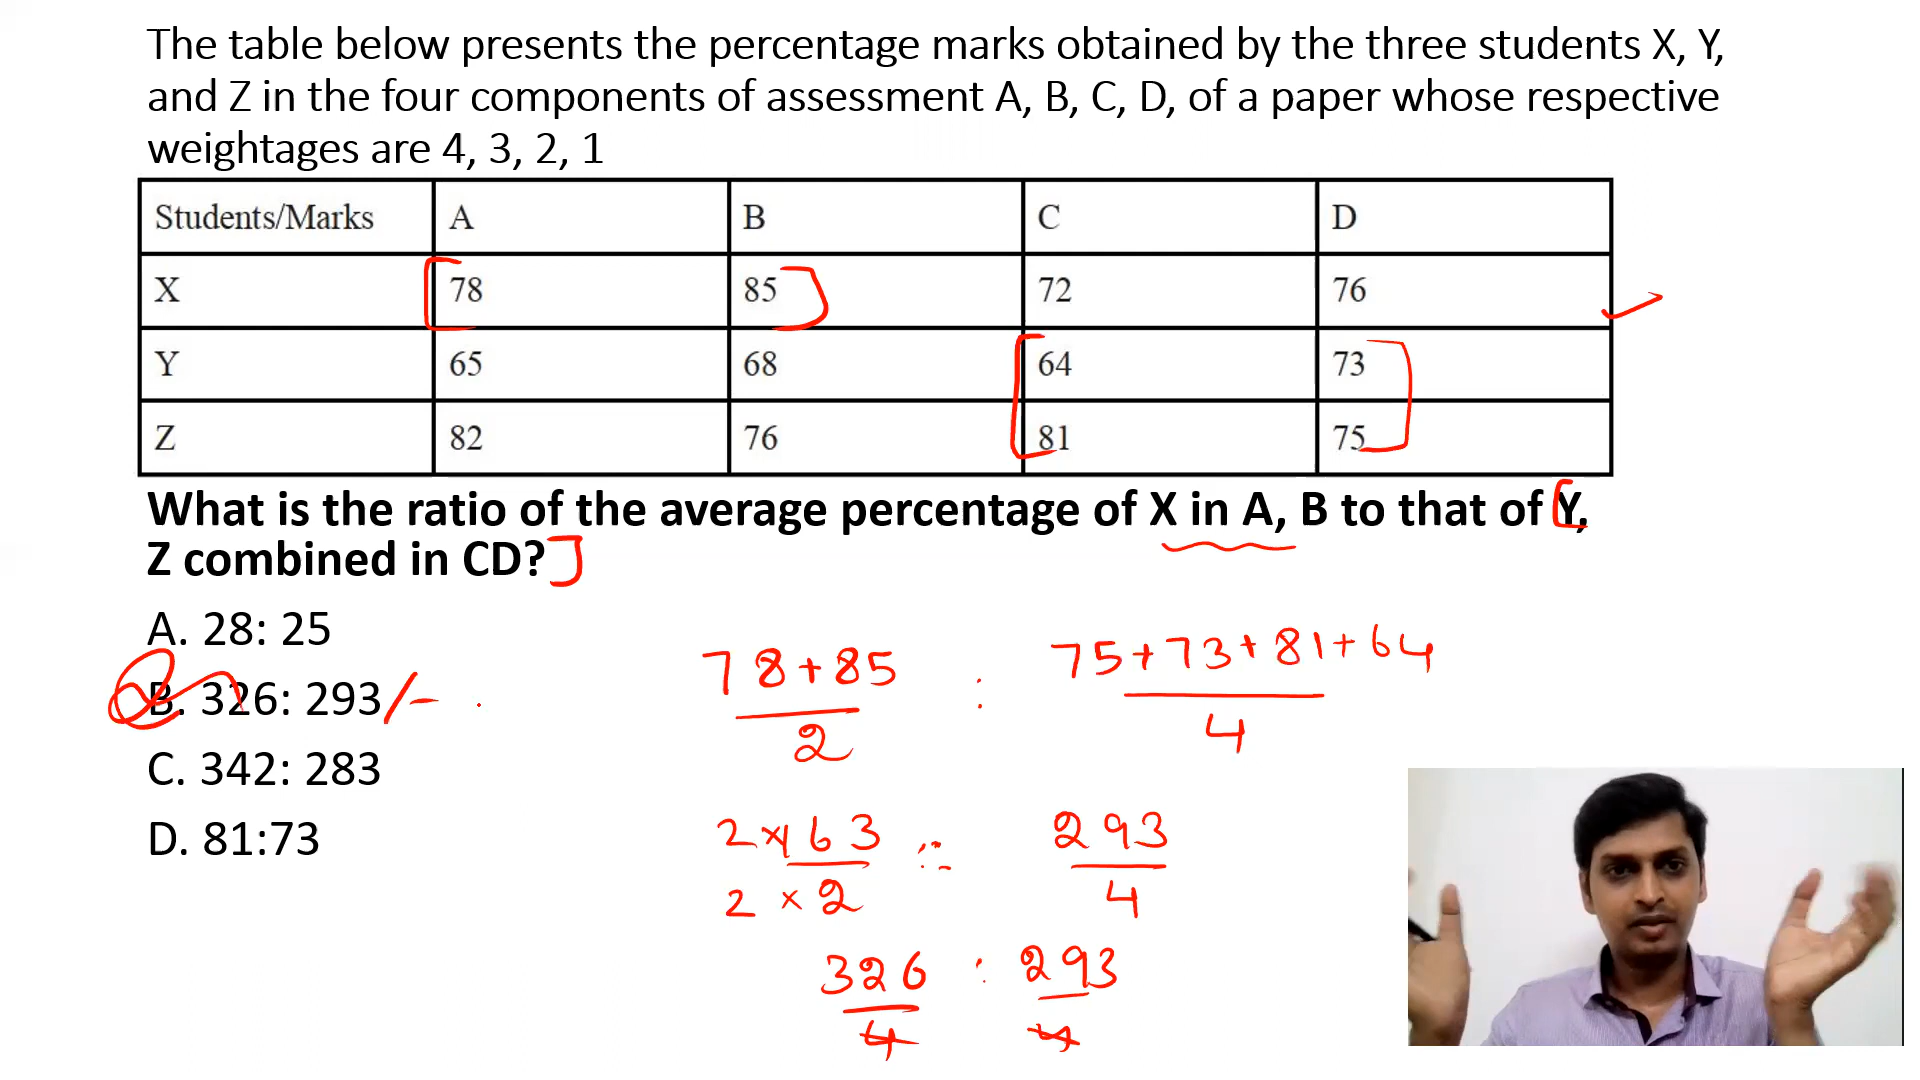 The table below presents the percentage marks obtained by the three students X, Y,
and Z in the four components of assessment A, B, C, D, of a paper whose respective
weightages are 4, 3, 2, 1
Students/Marks A B C D
X 78 85 72 76
Y 65 68 64 73
Z 82 76 81 75
What is the ratio of the average percentage of X in A, B to that of Y,
Z combined in CD?
A. 28: 25
B. 326: 293
C. 342: 283
D. 81:73
78+85 : 75+73+81+64
2 4
2×163 :: 293
2 × 2 4
326 : 293
4 4